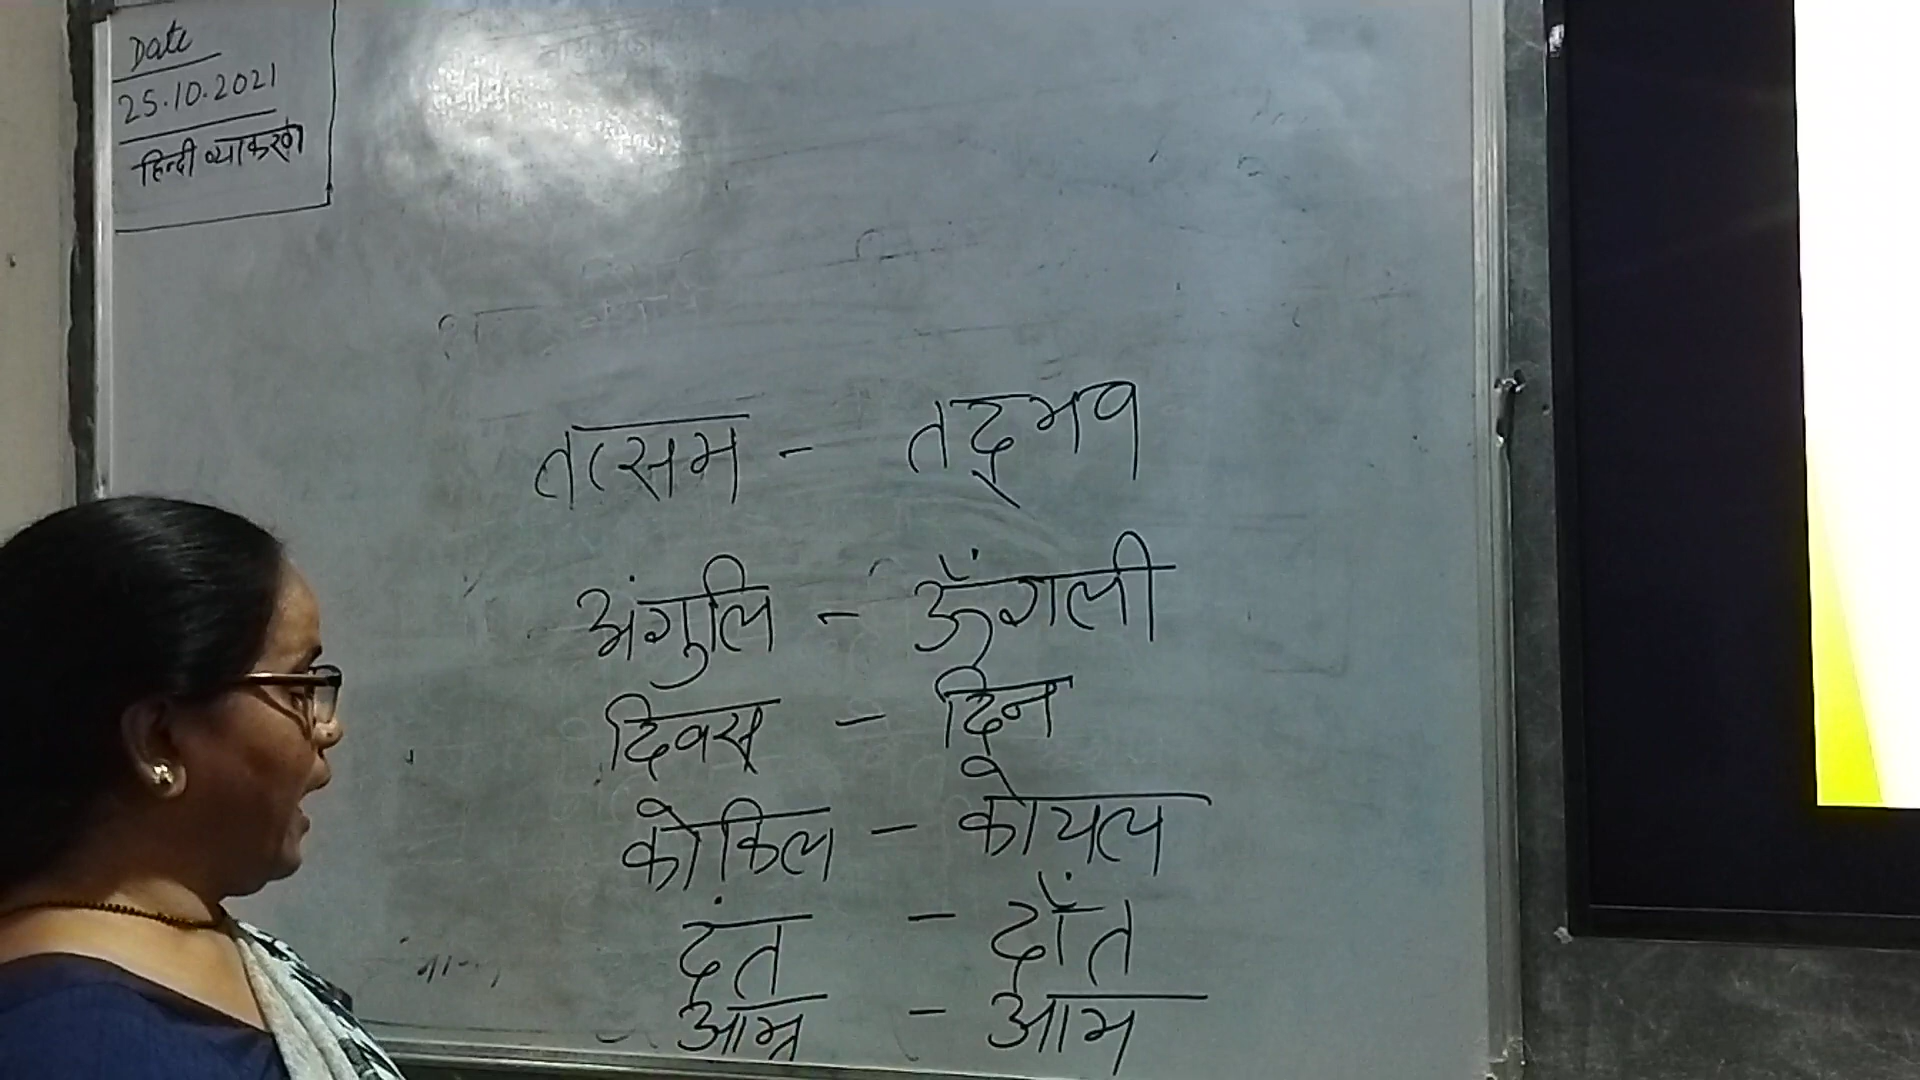 Date
25.10.2021
हिन्दी व्याकरण
तत्सम - तद्भव
अंगुलि - ऊँगली
दिवस - दिन
कोकिल - कोयल
दंत - दाँत
आम्र - आम